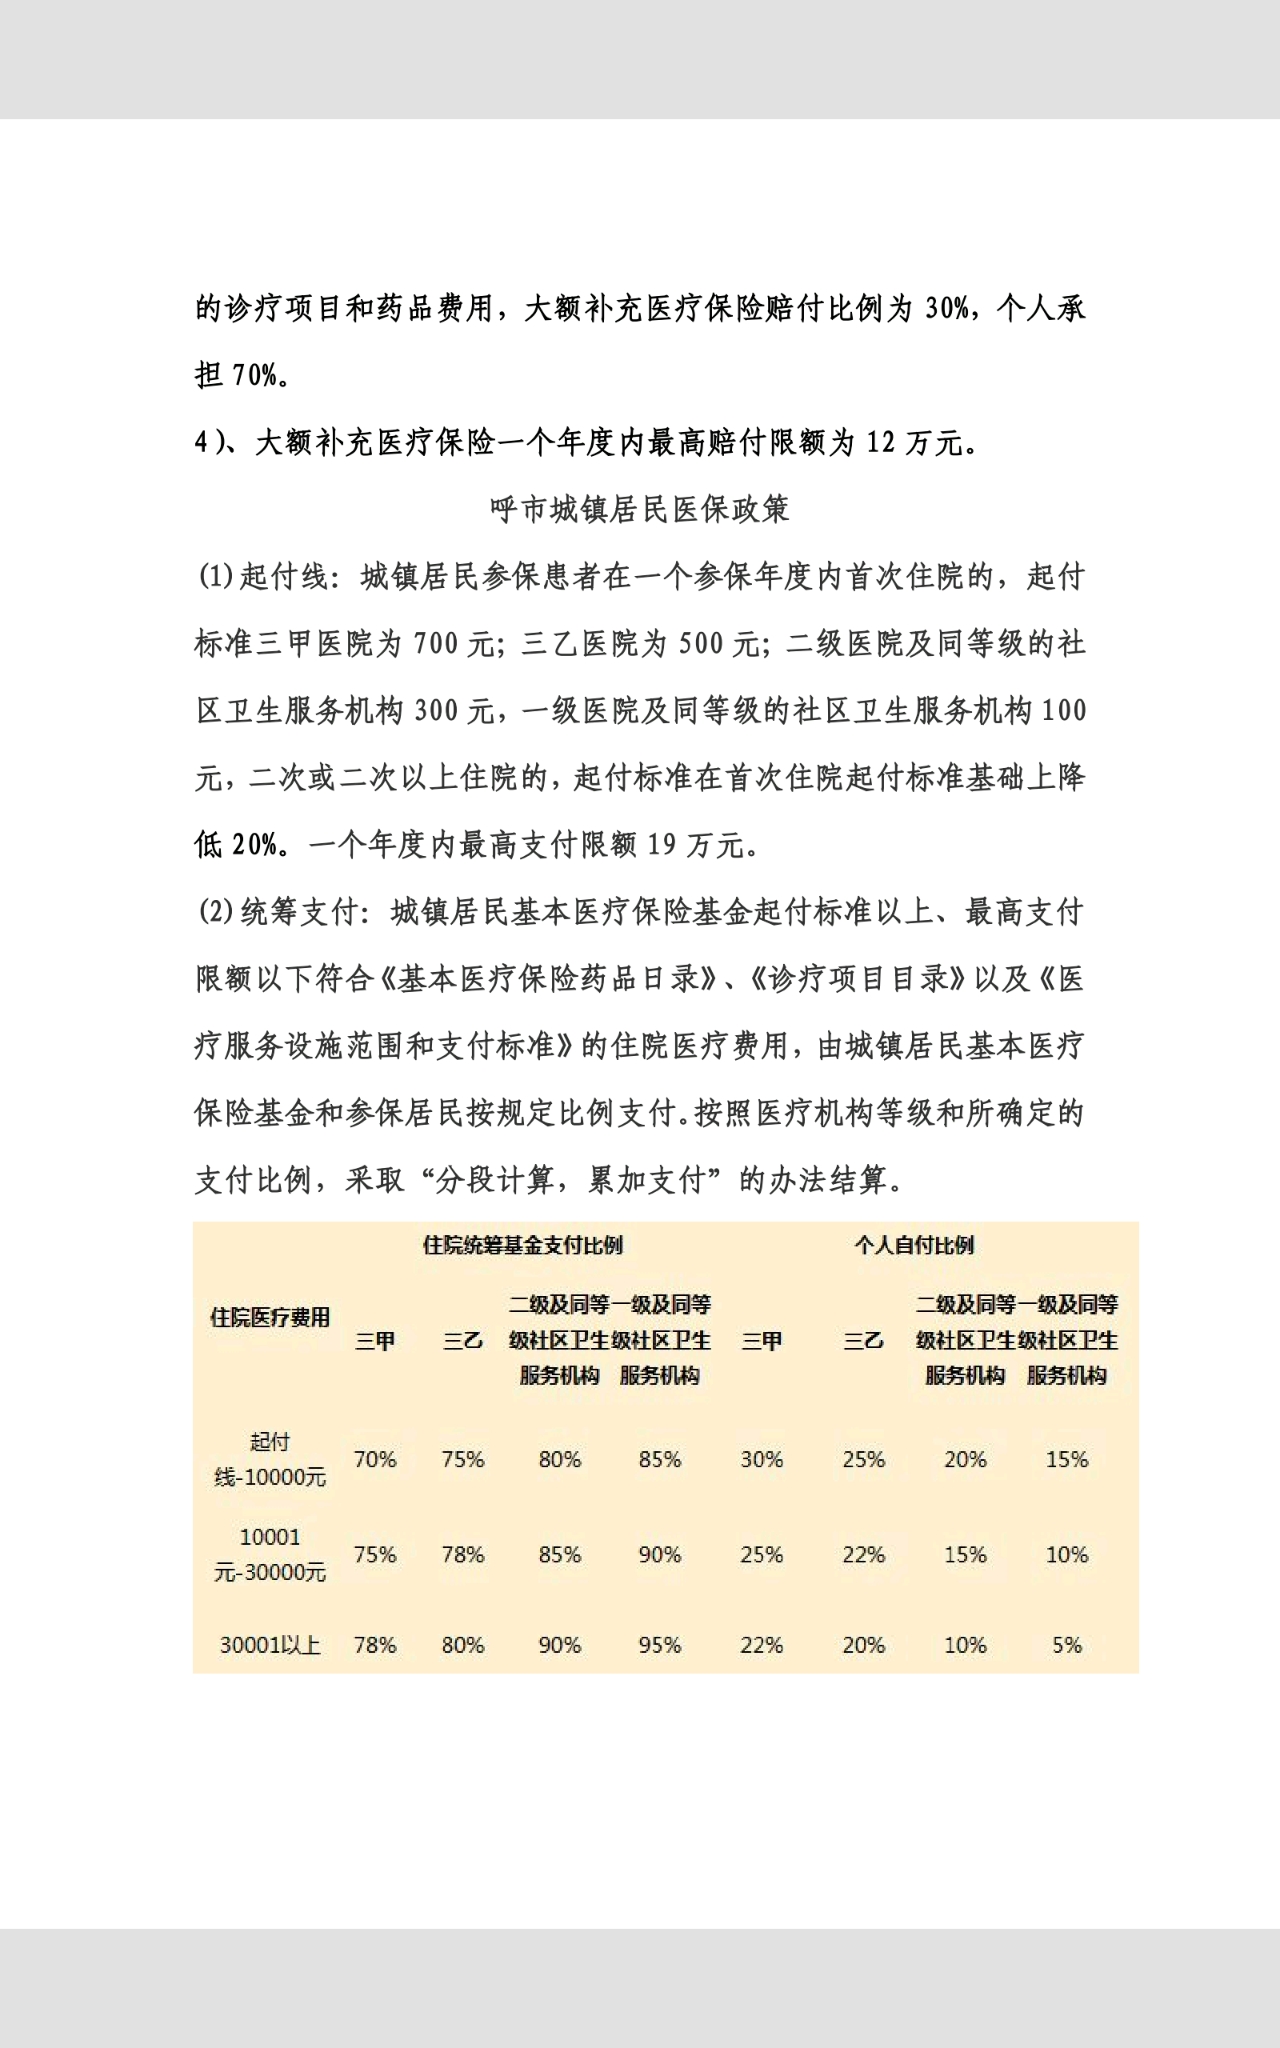 的诊疗项目和药品费用，大额补充医疗保险赔付比例为 30%，个人承
担 70%。
4)、大额补充医疗保险一个年度内最高赔付限额为 12 万元。
呼市城镇居民医保政策
(1)起付线：城镇居民参保患者在一个参保年度内首次住院的，起付
标准三甲医院为 700 元；三乙医院为 500 元；二级医院及同等级的社
区卫生服务机构 300 元，一级医院及同等级的社区卫生服务机构 100
元，二次或二次以上住院的，起付标准在首次住院起付标准基础上降
低 20%。一个年度内最高支付限额 19 万元。
(2)统筹支付：城镇居民基本医疗保险基金起付标准以上、最高支付
限额以下符合《基本医疗保险药品日录》、《诊疗项目目录》以及《医
疗服务设施范围和支付标准》的住院医疗费用，由城镇居民基本医疗
保险基金和参保居民按规定比例支付。按照医疗机构等级和所确定的
支付比例，采取“分段计算，累加支付”的办法结算。
住院统筹基金支付比例 个人自付比例
住院医疗费用
二级及同等 一级及同等 二级及同等 一级及同等
三甲 三乙 级社区卫生 级社区卫生 三甲 三乙 级社区卫生 级社区卫生
服务机构 服务机构 服务机构 服务机构
起付
线-10000元
70% 75% 80% 85% 30% 25% 20% 15%
10001
元-30000元
75% 78% 85% 90% 25% 22% 15% 10%
30001以上 78% 80% 90% 95% 22% 20% 10% 5%